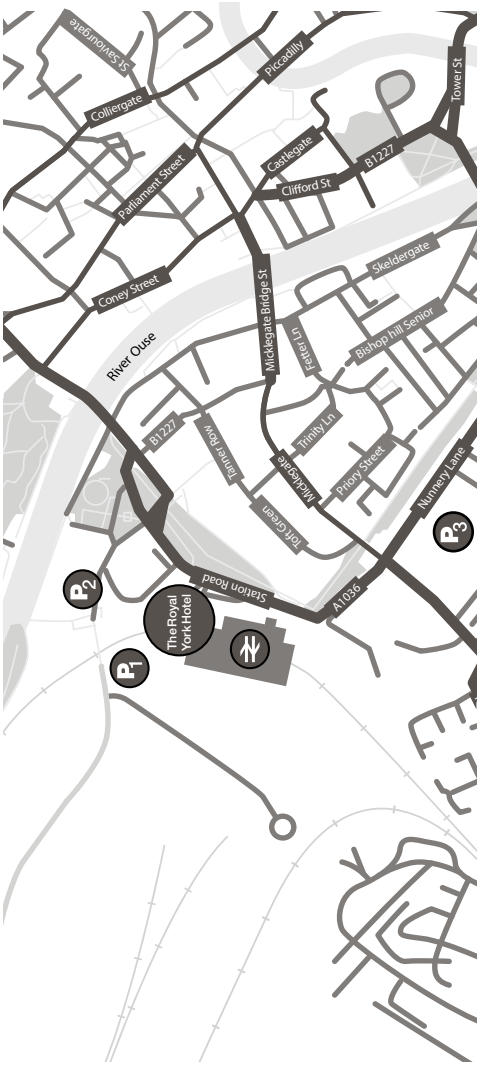 St Saviourgate
Piccadilly
Colliergate
Tower St
Castlegate
B1227
Parliament Street
Clifford St
Skeldergate
Coney Street
Micklegate Bridge St
Fetter Ln
Bishop hill Senior
River Ouse
B1227
Tanner Row
Trinity Ln
Priory Street
Micklegate
Nunnery Lane
Toft Green
P3
Station Road
A1036
P2
The Royal
York Hotel
P1